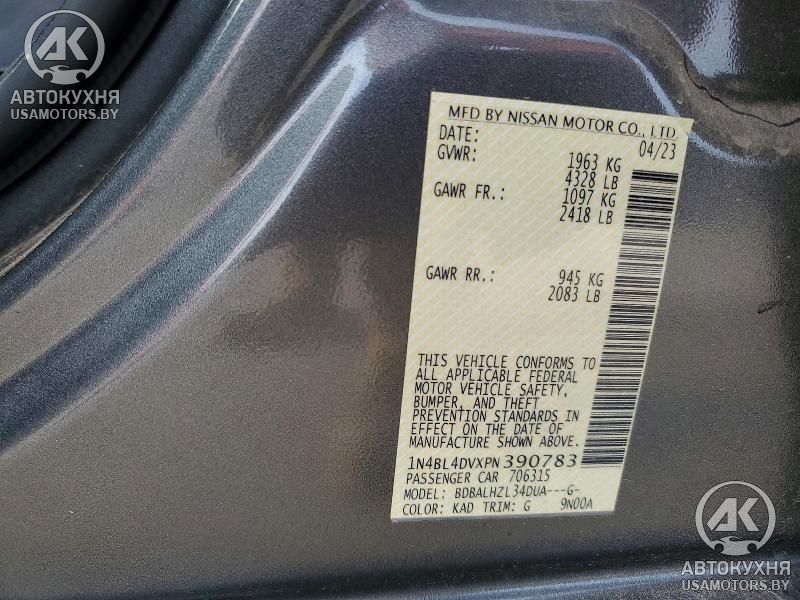 АК
АВТОКУХНЯ
USAMOTORS.BY
MFD BY NISSAN MOTOR CO., LTD.
DATE: 04/23
GVWR: 1963 KG
4328 LB
GAWR FR.: 1097 KG
2418 LB
GAWR RR.: 945 KG
2083 LB
THIS VEHICLE CONFORMS TO
ALL APPLICABLE FEDERAL
MOTOR VEHICLE SAFETY,
BUMPER, AND THEFT
PREVENTION STANDARDS IN
EFFECT ON THE DATE OF
MANUFACTURE SHOWN ABOVE.
1N4BL4DVXPN390783
PASSENGER CAR 706315
MODEL: BDBALHZL34DUA---G-
COLOR: KAD TRIM: G 9N00A
АК
АВТОКУХНЯ
USAMOTORS.BY